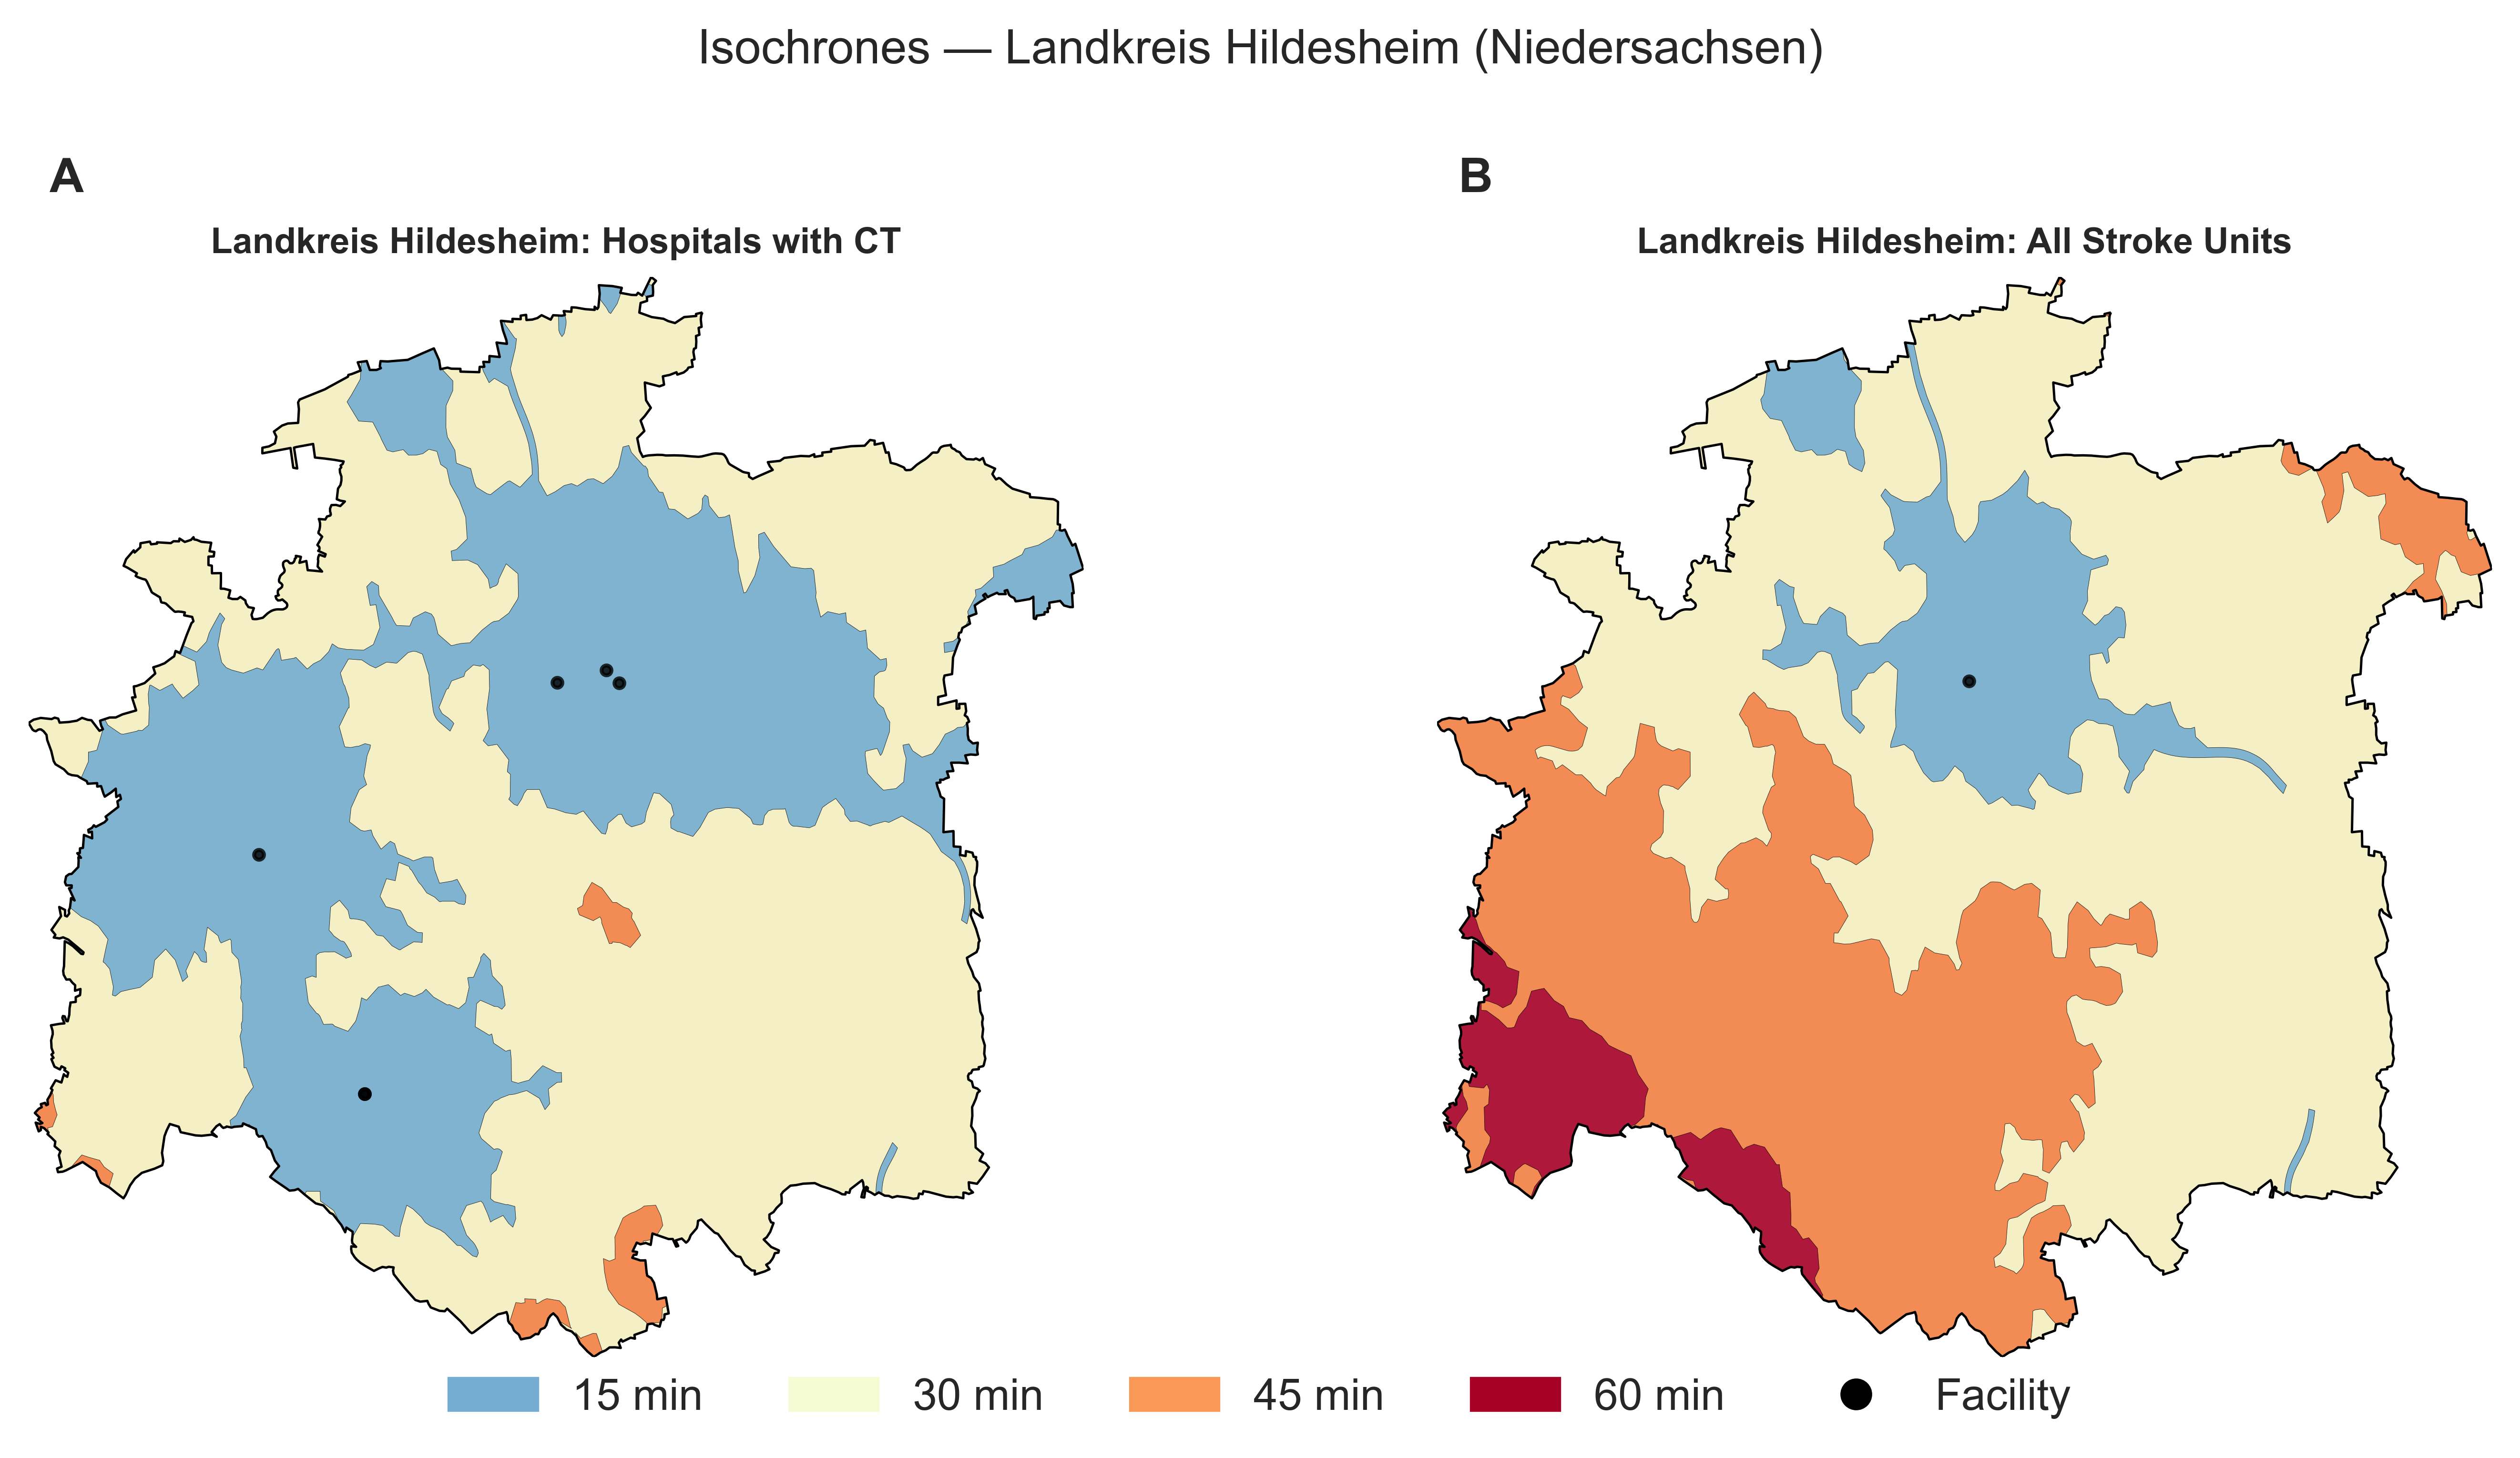 Isochrones — Landkreis Hildesheim (Niedersachsen)
A
B
Landkreis Hildesheim: Hospitals with CT
Landkreis Hildesheim: All Stroke Units
15 min
30 min
45 min
60 min
Facility